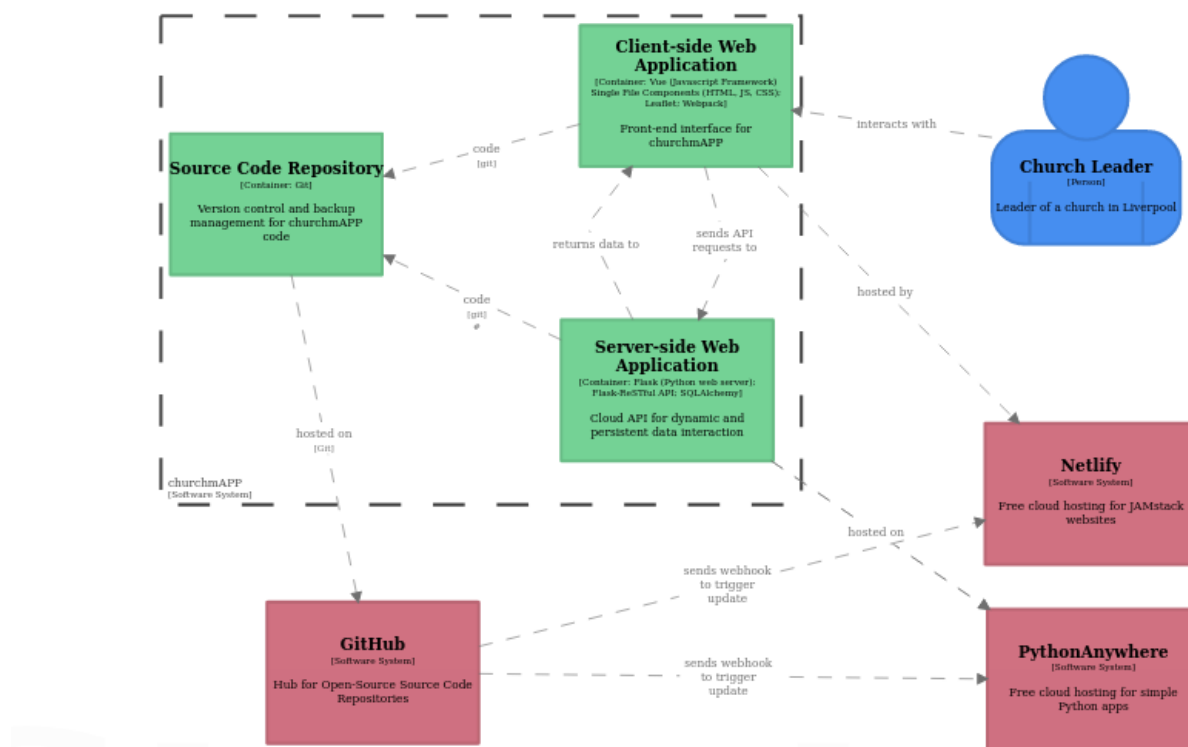 Client-side Web
Application
[Container: Vue (Javascript Framework)
Single File Components (HTML, JS, CSS);
Leaflet; Webpack]
Front-end interface for
churchmAPP
interacts with
Church Leader
[Person]
Leader of a church in Liverpool
code
[git]
Source Code Repository
[Container: Git]
Version control and backup
management for churchmAPP
code
returns data to
sends API
requests to
hosted by
code
[git]
Server-side Web
Application
[Container: Flask (Python web server);
Flask-ReSTful API; SQLAlchemy]
Cloud API for dynamic and
persistent data interaction
hosted on
[Git]
churchmAPP
[Software System]
Netlify
[Software System]
Free cloud hosting for JAMstack
websites
hosted on
sends webhook
to trigger
update
GitHub
[Software System]
Hub for Open-Source Source Code
Repositories
sends webhook
to trigger
update
PythonAnywhere
[Software System]
Free cloud hosting for simple
Python apps